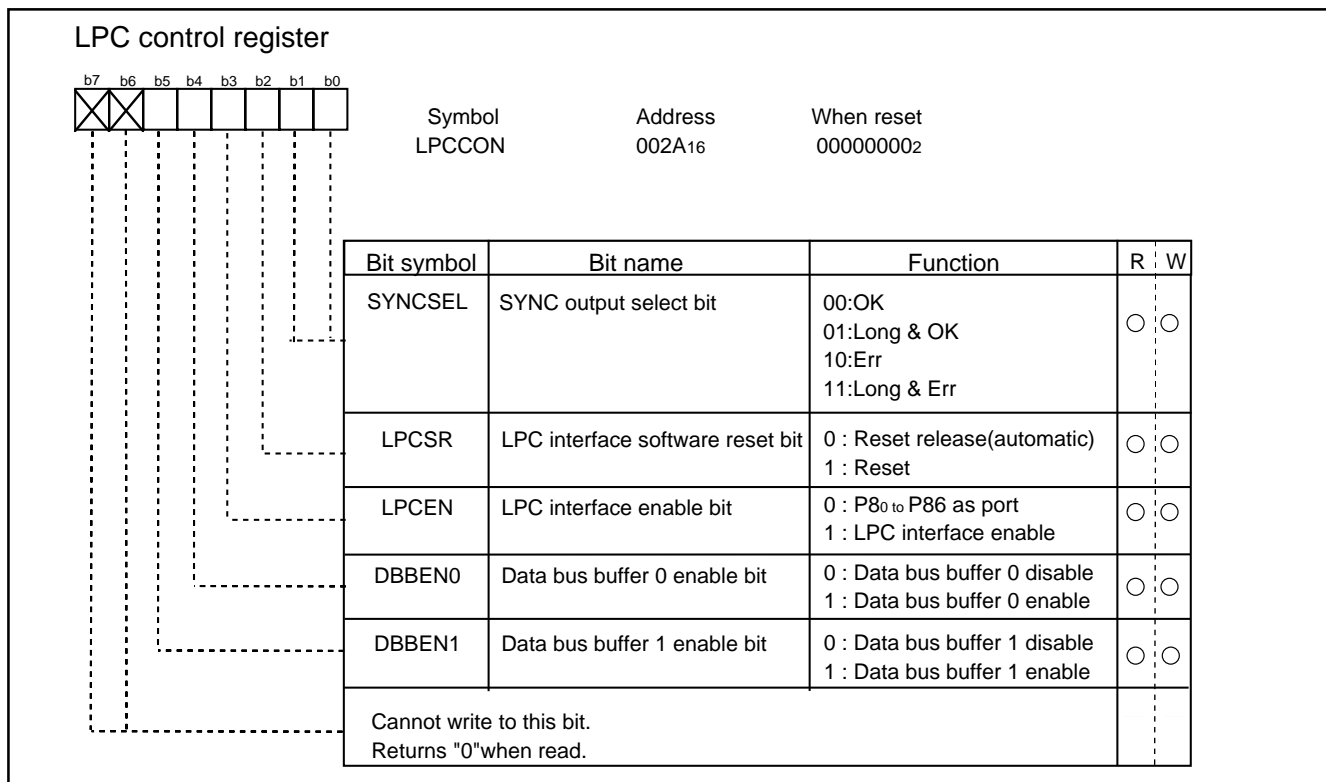 LPC control register
b7 b6 b5 b4 b3 b2 b1 b0
Symbol Address When reset
LPCCON 002A16 000000002
Bit symbol Bit name Function R W
SYNCSEL SYNC output select bit 00:OK
01:Long & OK
10:Err
11:Long & Err
LPCSR LPC interface software reset bit 0 : Reset release(automatic)
1 : Reset
LPCEN LPC interface enable bit 0 : P80 to P86 as port
1 : LPC interface enable
DBBEN0 Data bus buffer 0 enable bit 0 : Data bus buffer 0 disable
1 : Data bus buffer 0 enable
DBBEN1 Data bus buffer 1 enable bit 0 : Data bus buffer 1 disable
1 : Data bus buffer 1 enable
Cannot write to this bit.
Returns "0"when read.